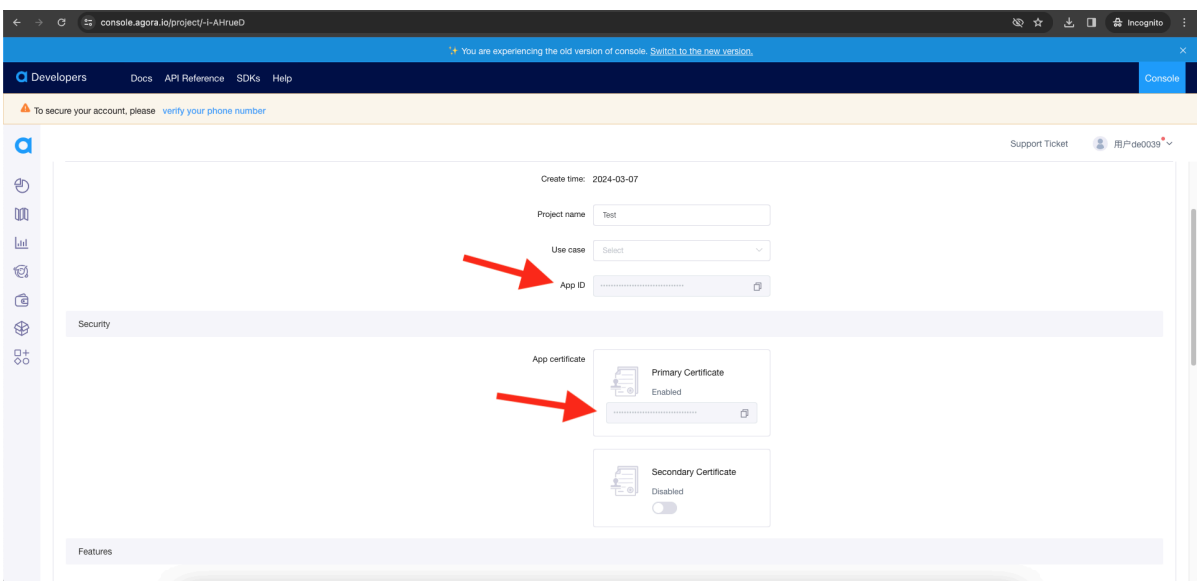 console.agora.io/project/-i-AHrueD
Incognito
You are experiencing the old version of console. Switch to the new version.
Developers
Docs API Reference SDKs Help
Console
To secure your account, please verify your phone number
Support Ticket
用户de0039
Create time: 2024-03-07
Project name Test
Use case Select
App ID ································
Security
App certificate
Primary Certificate
Enabled
································
Secondary Certificate
Disabled
Features